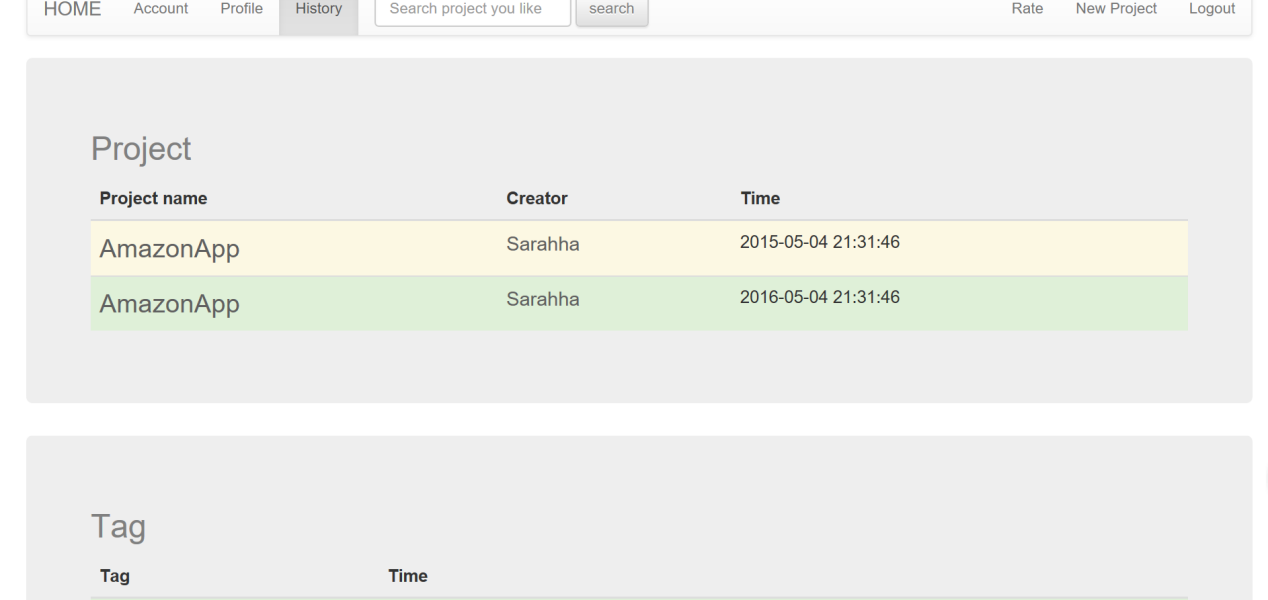 HOME Account Profile History Search project you like search Rate New Project Logout
Project
Project name Creator Time
AmazonApp Sarahha 2015-05-04 21:31:46
AmazonApp Sarahha 2016-05-04 21:31:46
Tag
Tag Time